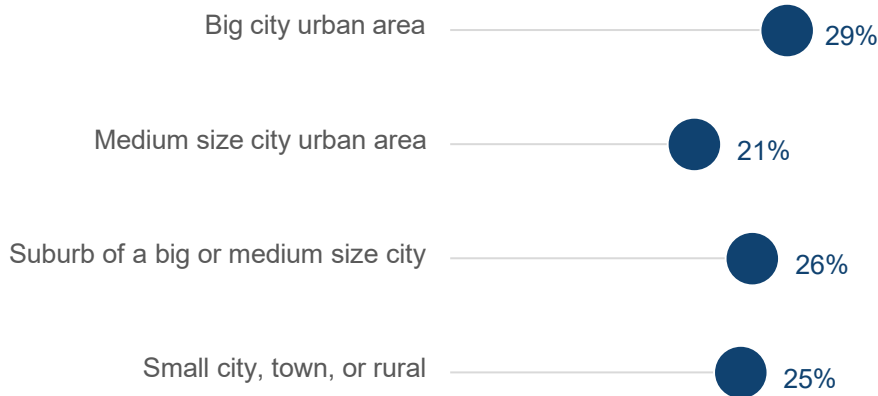 Big city urban area 29%
Medium size city urban area 21%
Suburb of a big or medium size city 26%
Small city, town, or rural 25%